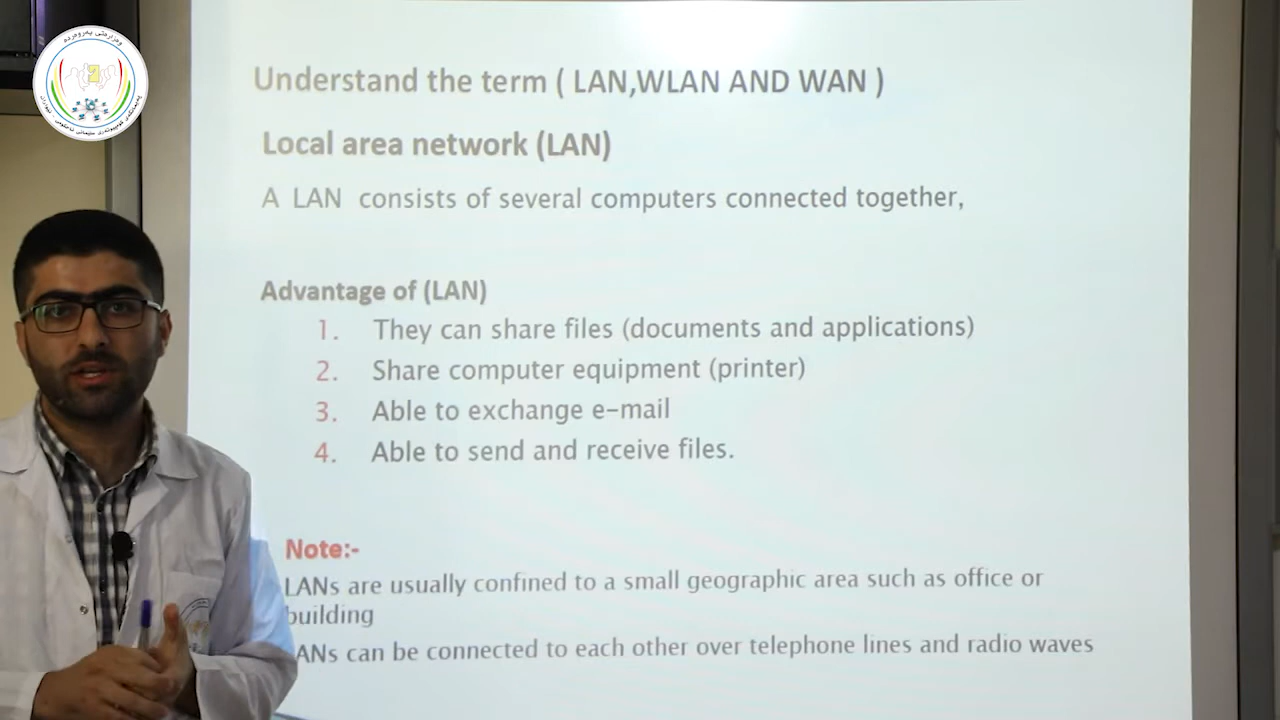 وەزارەتی پەروەردە
Understand the term ( LAN,WLAN AND WAN )
Local area network (LAN)
A LAN consists of several computers connected together,
Advantage of (LAN)
1. They can share files (documents and applications)
2. Share computer equipment (printer)
3. Able to exchange e-mail
4. Able to send and receive files.
Note:-
LANs are usually confined to a small geographic area such as office or
building
ANs can be connected to each other over telephone lines and radio waves